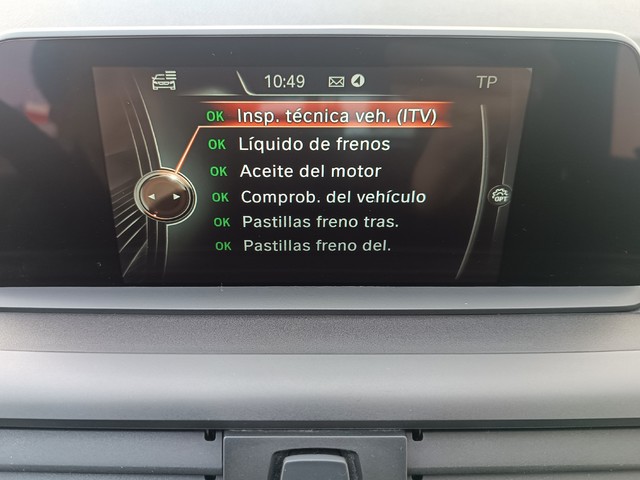 10:49
TP
OK Insp. técnica veh. (ITV)
OK Líquido de frenos
OK Aceite del motor
OK Comprob. del vehículo
OK Pastillas freno tras.
OK Pastillas freno del.
OPT